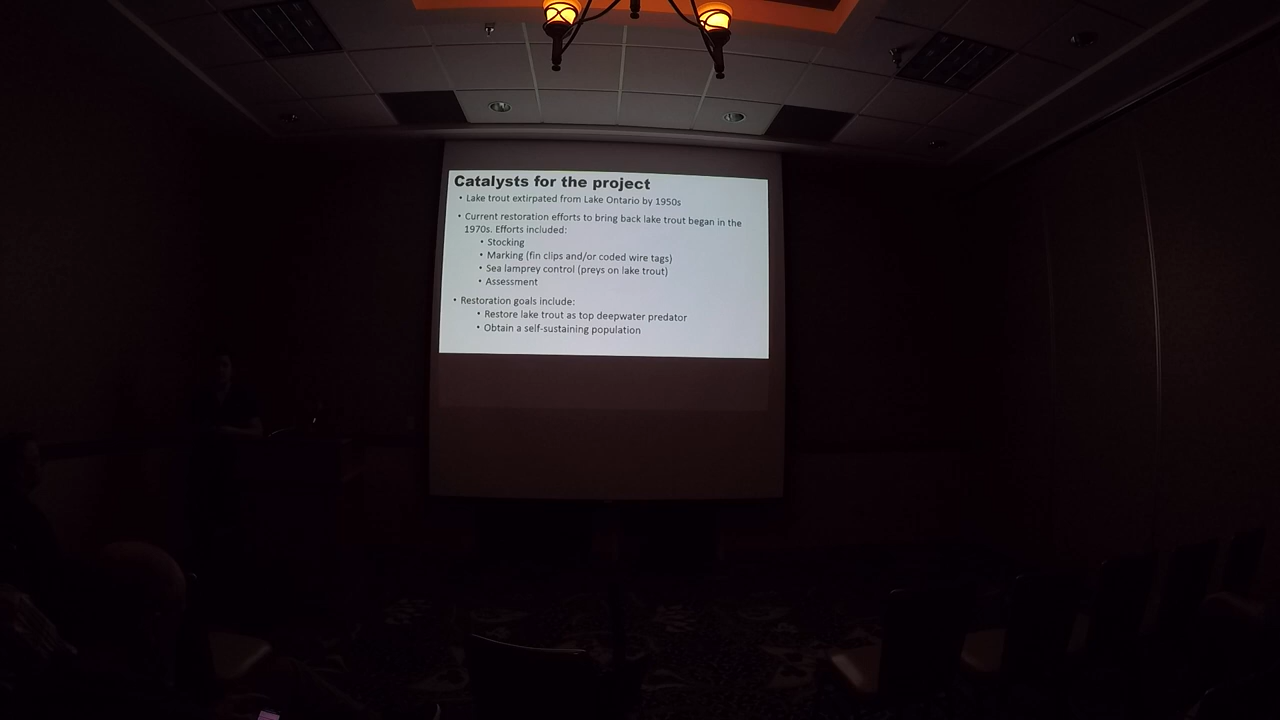 Catalysts for the project
• Lake trout extirpated from Lake Ontario by 1950s
• Current restoration efforts to bring back lake trout began in the
1970s. Efforts included:
• Stocking
• Marking (fin clips and/or coded wire tags)
• Sea lamprey control (preys on lake trout)
• Assessment
• Restoration goals include:
• Restore lake trout as top deepwater predator
• Obtain a self-sustaining population